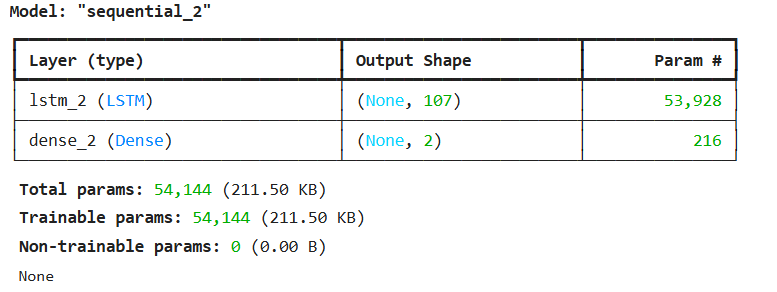 Model: "sequential_2"
Layer (type) Output Shape Param #
lstm_2 (LSTM) (None, 107) 53,928
dense_2 (Dense) (None, 2) 216
Total params: 54,144 (211.50 KB)
Trainable params: 54,144 (211.50 KB)
Non-trainable params: 0 (0.00 B)
None